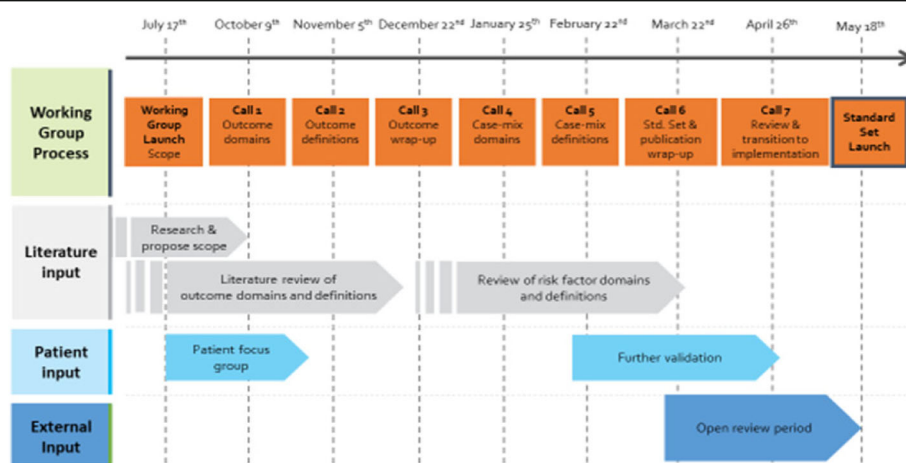 July 17th October 9th November 5th December 22nd January 25th February 22nd March 22nd April 26th May 18th
Working
Group
Process
Working
Group
Launch
Scope
Call 1
Outcome
domains
Call 2
Outcome
definitions
Call 3
Outcome
wrap-up
Call 4
Case-mix
domains
Call 5
Case-mix
definitions
Call 6
Std. Set &
publication
wrap-up
Call 7
Review &
transition to
implementation
Standard
Set
Launch
Literature
input
Research &
propose scope
Literature review of
outcome domains and definitions
Review of risk factor domains
and definitions
Patient
input
Patient focus
group
Further validation
External
Input
Open review period